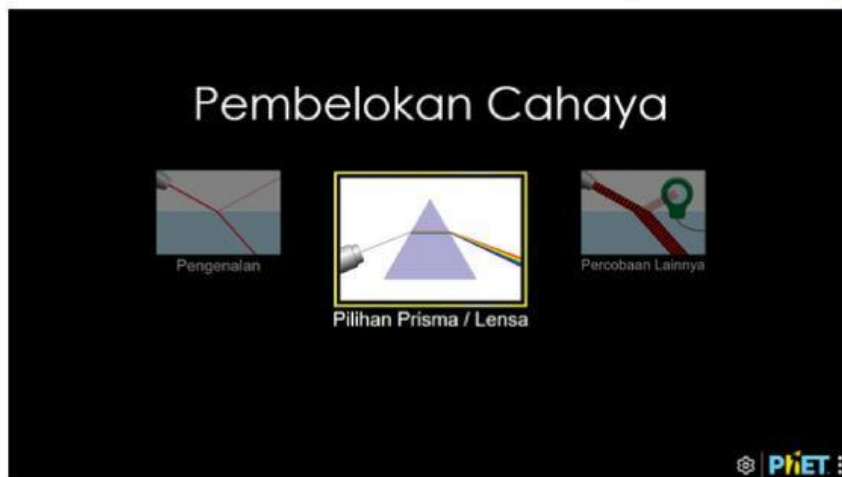 Pembelokan Cahaya
Pengenalan
Pilihan Prisma / Lensa
Percobaan Lainnya
PhET